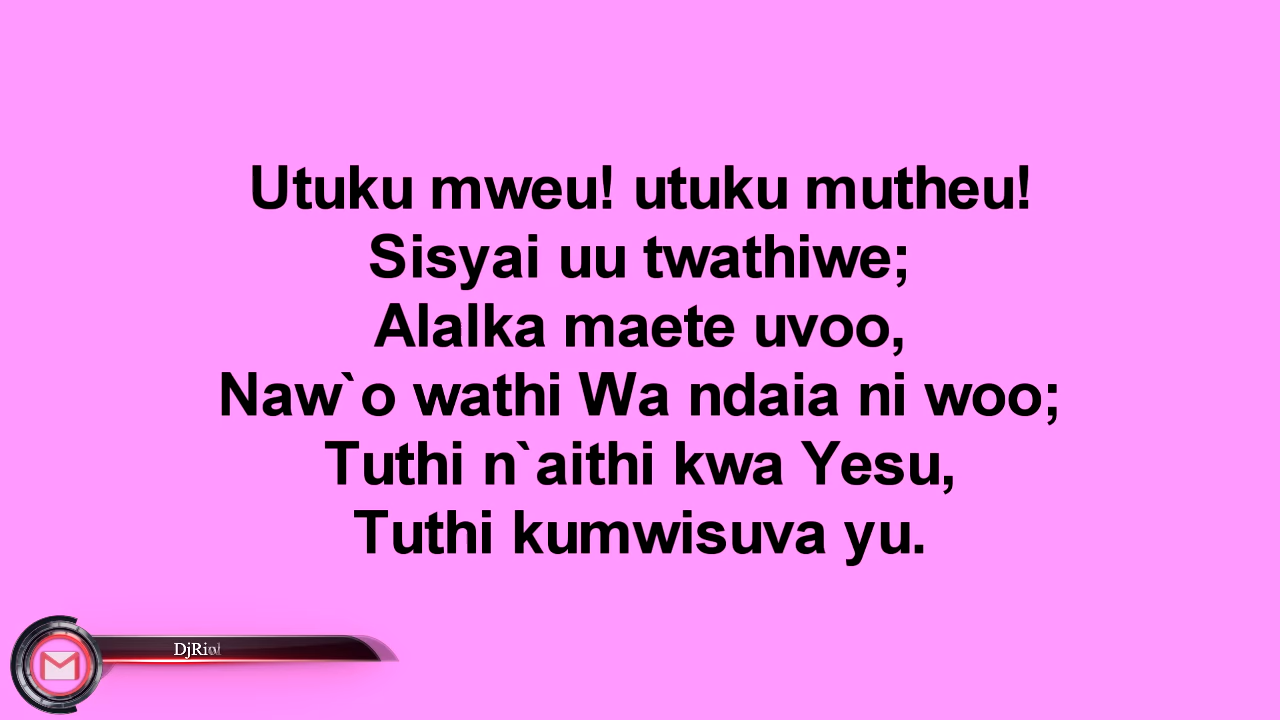 Utuku mweu! utuku mutheu!
Sisyai uu twathiwe;
Alalka maete uvoo,
Naw`o wathi Wa ndaia ni woo;
Tuthi n`aithi kwa Yesu,
Tuthi kumwisuva yu.